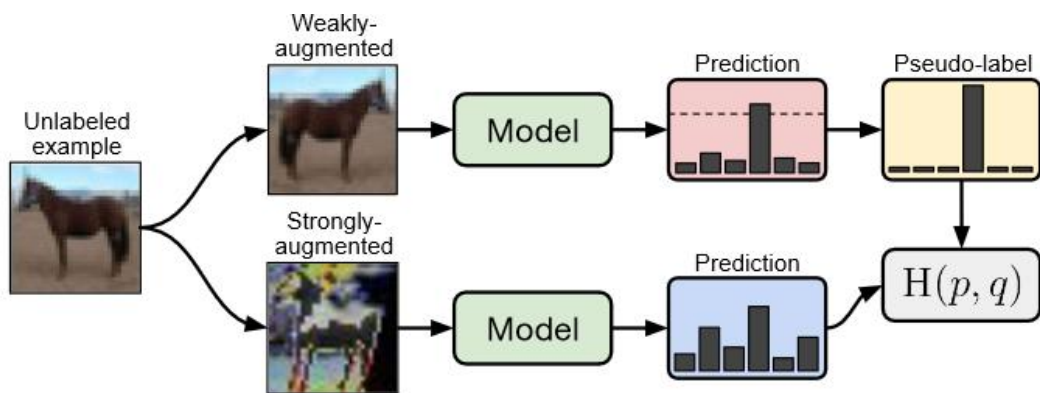 Unlabeled
example
Weakly-
augmented
Model
Prediction
Pseudo-label
Strongly-
augmented
Model
Prediction
H(p, q)